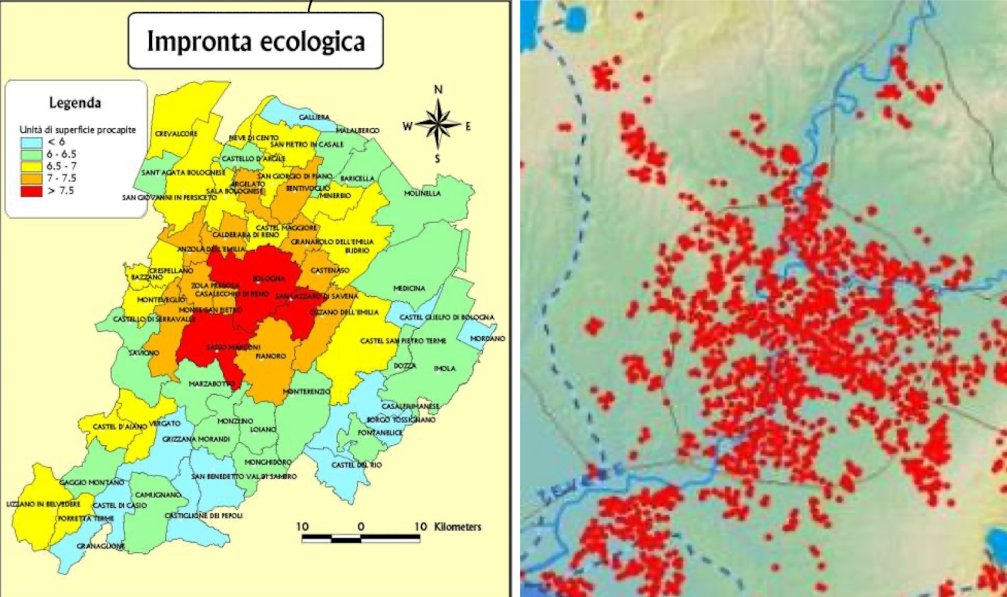 Impronta ecologica
Legenda
Unità di superficie procapite
< 6
6 - 6.5
6.5 - 7
7 - 7.5
> 7.5
N
W E
S
GALLIERA
MALALBERGO
CREVALCORE
PIEVE DI CENTO
SAN PIETRO IN CASALE
CASTELLO D'ARGILE
SANT AGATA BOLOGNESE
SAN GIORGIO DI PIANO
BARICELLA
ARGELATO
BENTIVOGLIO
SALA BOLOGNESE
MINERBIO
MOLINELLA
SAN GIOVANNI IN PERSICETO
CASTEL MAGGIORE
CALDERARA DI RENO
GRANAROLO DELL'EMILIA
ANZOLA DELL'EMILIA
BUDRIO
CRESPELLANO
CASTENASO
BAZZANO
BOLOGNA
ZOLA PREDOSA
MEDICINA
CASALECCHIO DI RENO
SAN LAZZARO DI SAVENA
MONTEVEGLIO
MONTE SAN PIETRO
OZZANO DELL'EMILIA
CASTELLO DI SERRAVALLE
CASTEL GUELFO DI BOLOGNA
MORDANO
CASTEL SAN PIETRO TERME
SASSO MARCONI
SAVIGNO
PIANORO
DOZZA
IMOLA
MARZABOTTO
MONTERENZIO
CASALFIUMANESE
BORGO TOSSIGNANO
MONZUNO
CASTEL D'AIANO
VERGATO
LOIANO
FONTANELICE
GRIZZANA MORANDI
MONGHIDORO
CASTEL DEL RIO
SAN BENEDETTO VAL DI SAMBRO
GAGGIO MONTANO
CAMUGNANO
LIZZANO IN BELVEDERE
CASTEL DI CASIO
PORRETTA TERME
CASTIGLIONE DEI PEPOLI
GRANAGLIONE
10 0 10 Kilometers